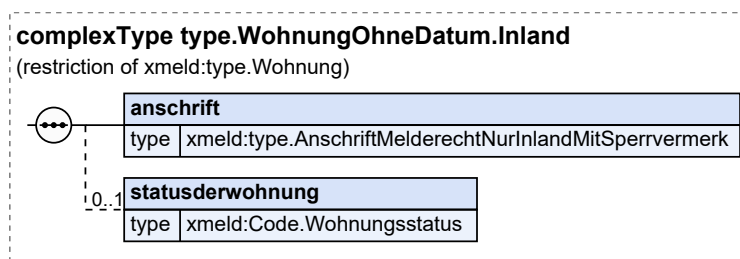 complexType type.WohnungOhneDatum.Inland
(restriction of xmeld:type.Wohnung)
anschrift
type xmeld:type.AnschriftMelderechtNurInlandMitSperrvermerk
0..1 statusderwohnung
type xmeld:Code.Wohnungsstatus